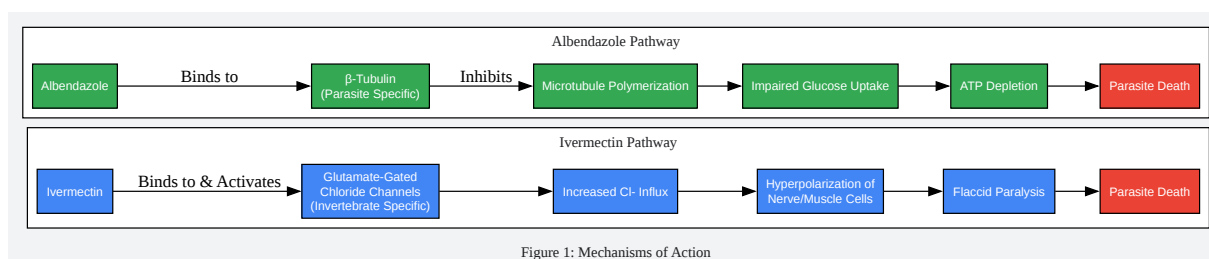 Albendazole Pathway
Albendazole
Binds to
β-Tubulin
(Parasite Specific)
Inhibits
Microtubule Polymerization
Impaired Glucose Uptake
ATP Depletion
Parasite Death
Ivermectin Pathway
Ivermectin
Binds to & Activates
Glutamate-Gated
Chloride Channels
(Invertebrate Specific)
Increased Cl- Influx
Hyperpolarization of
Nerve/Muscle Cells
Flaccid Paralysis
Parasite Death
Figure 1: Mechanisms of Action